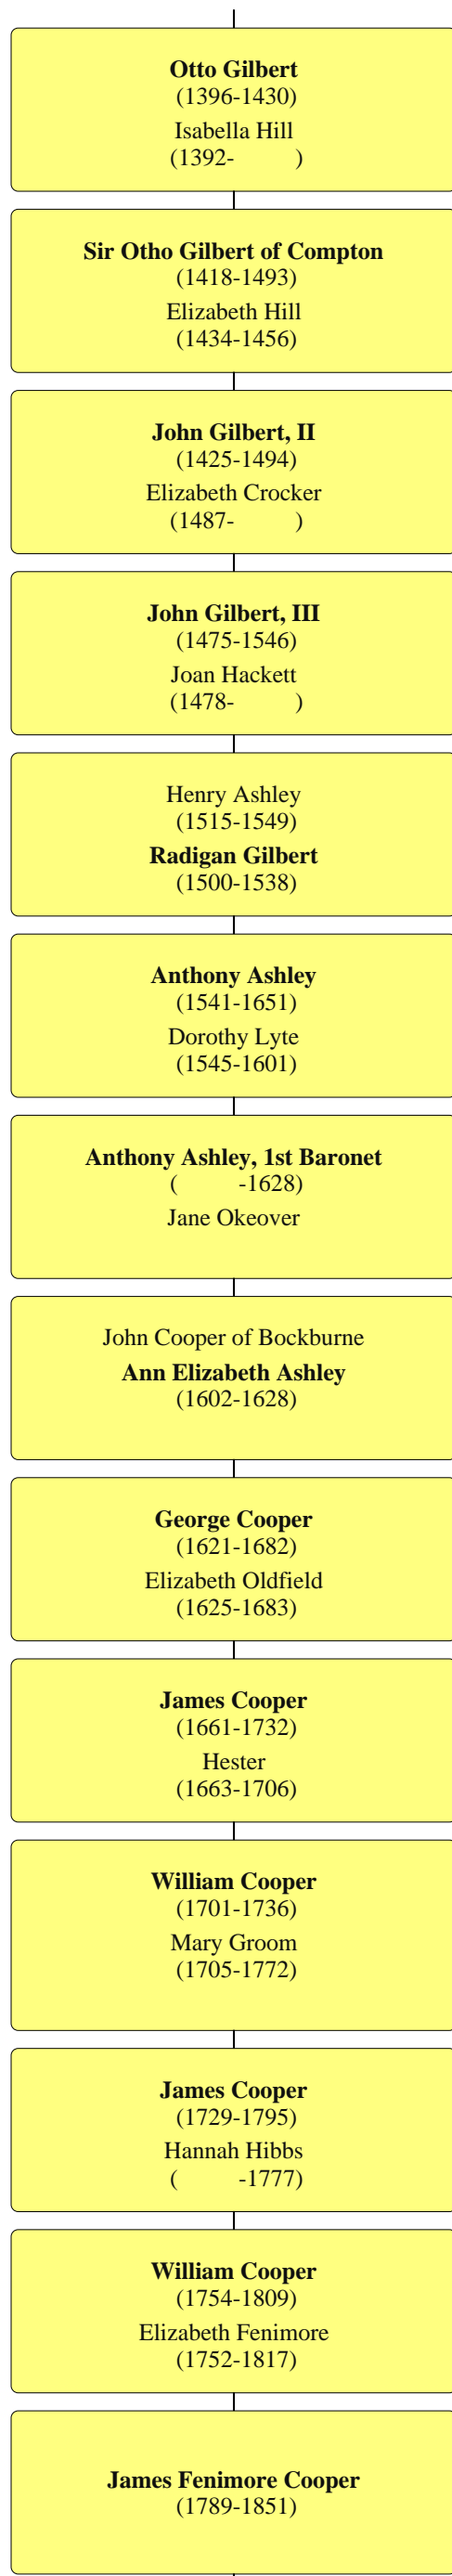 Otto Gilbert
(1396-1430)
Isabella Hill
(1392- )
Sir Otho Gilbert of Compton
(1418-1493)
Elizabeth Hill
(1434-1456)
John Gilbert, II
(1425-1494)
Elizabeth Crocker
(1487- )
John Gilbert, III
(1475-1546)
Joan Hackett
(1478- )
Henry Ashley
(1515-1549)
Radigan Gilbert
(1500-1538)
Anthony Ashley
(1541-1651)
Dorothy Lyte
(1545-1601)
Anthony Ashley, 1st Baronet
( -1628)
Jane Okeover
John Cooper of Bockburne
Ann Elizabeth Ashley
(1602-1628)
George Cooper
(1621-1682)
Elizabeth Oldfield
(1625-1683)
James Cooper
(1661-1732)
Hester
(1663-1706)
William Cooper
(1701-1736)
Mary Groom
(1705-1772)
James Cooper
(1729-1795)
Hannah Hibbs
( -1777)
William Cooper
(1754-1809)
Elizabeth Fenimore
(1752-1817)
James Fenimore Cooper
(1789-1851)